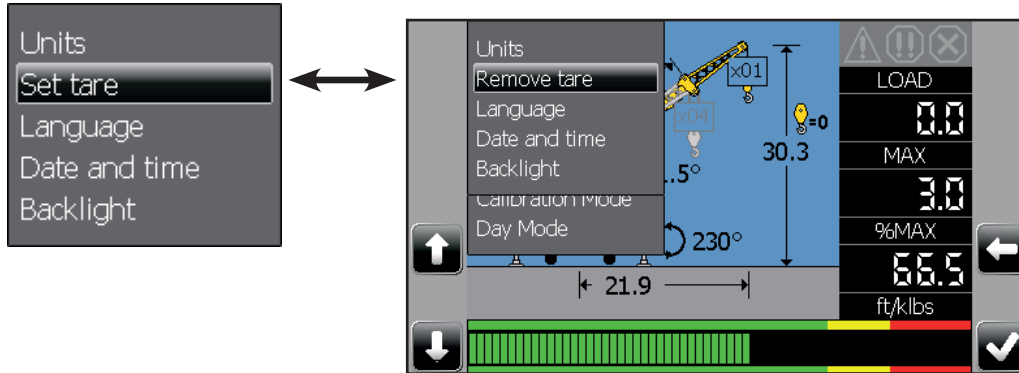 Units
Set tare
Language
Date and time
Backlight
Units
Remove tare
Language
Date and time
Backlight
Calibration Mode
Day Mode
x01
x04
=0
30.3
.5°
230°
21.9
LOAD
0.0
MAX
3.0
%MAX
66.5
ft/klbs